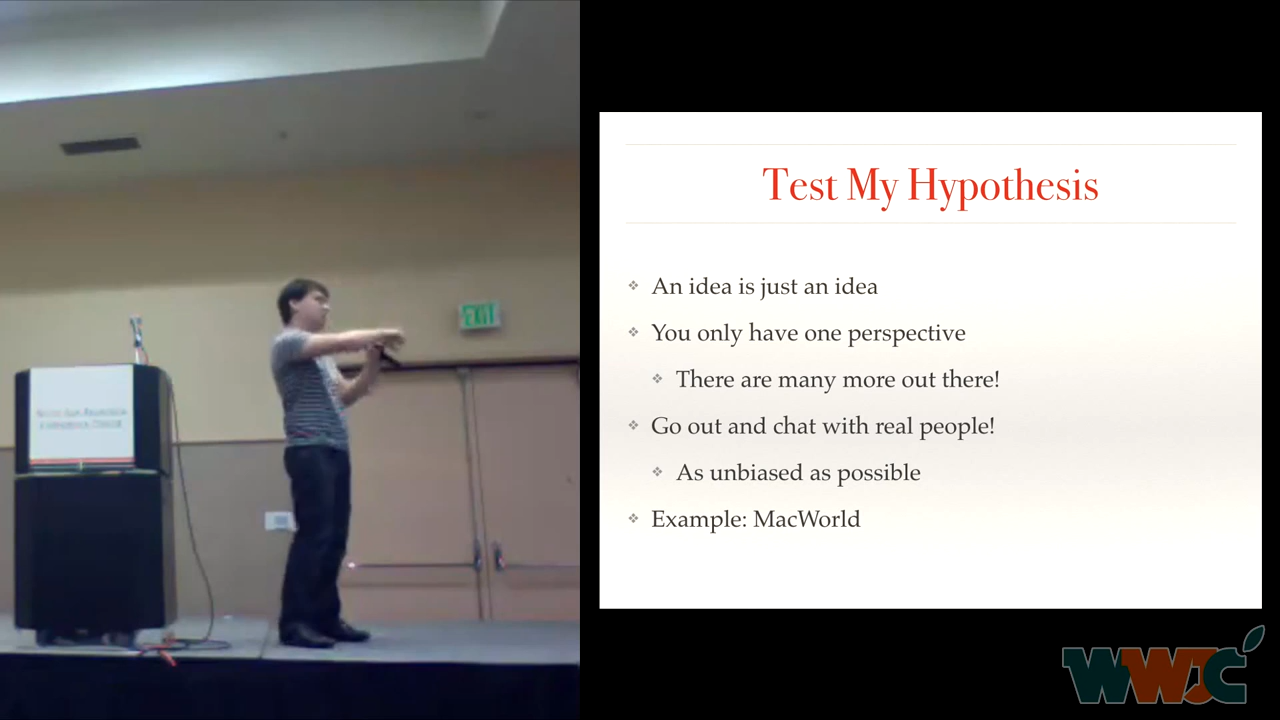 EXIT
Test My Hypothesis
An idea is just an idea
You only have one perspective
There are many more out there!
Go out and chat with real people!
As unbiased as possible
Example: MacWorld
WWJC